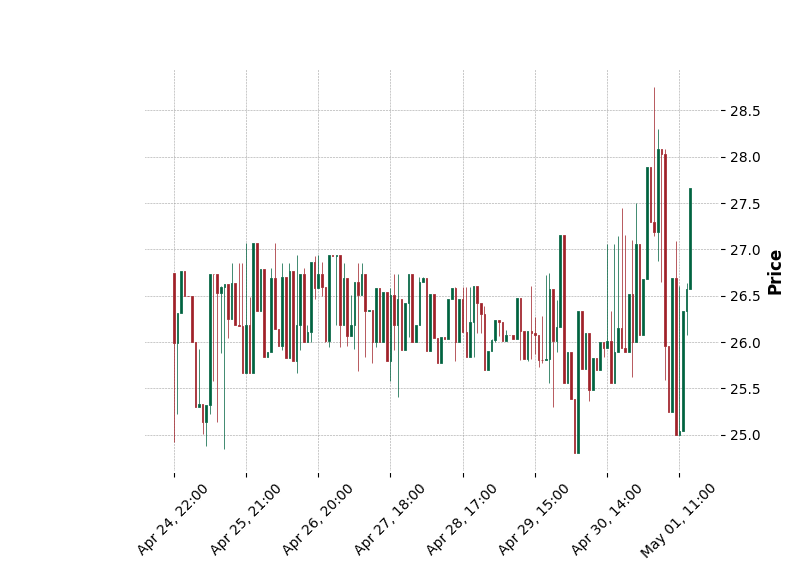 28.5
28.0
27.5
27.0
26.5
26.0
25.5
25.0
Price
Apr 24, 22:00
Apr 25, 21:00
Apr 26, 20:00
Apr 27, 18:00
Apr 28, 17:00
Apr 29, 15:00
Apr 30, 14:00
May 01, 11:00